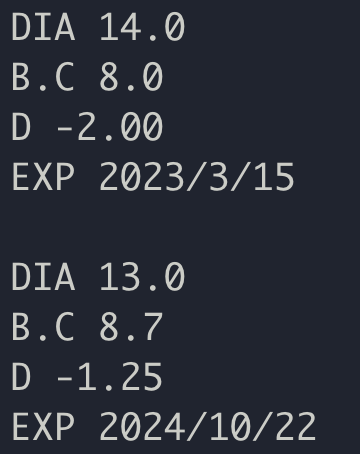 DIA 14.0
B.C 8.0
D -2.00
EXP 2023/3/15

DIA 13.0
B.C 8.7
D -1.25
EXP 2024/10/22